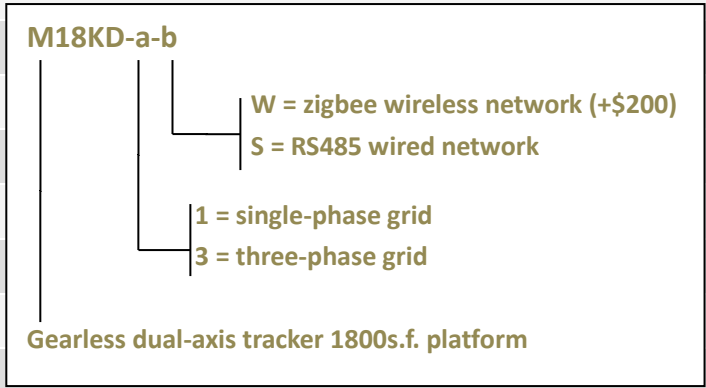 M18KD-a-b
W = zigbee wireless network (+$200)
S = RS485 wired network
1 = single-phase grid
3 = three-phase grid
Gearless dual-axis tracker 1800s.f. platform